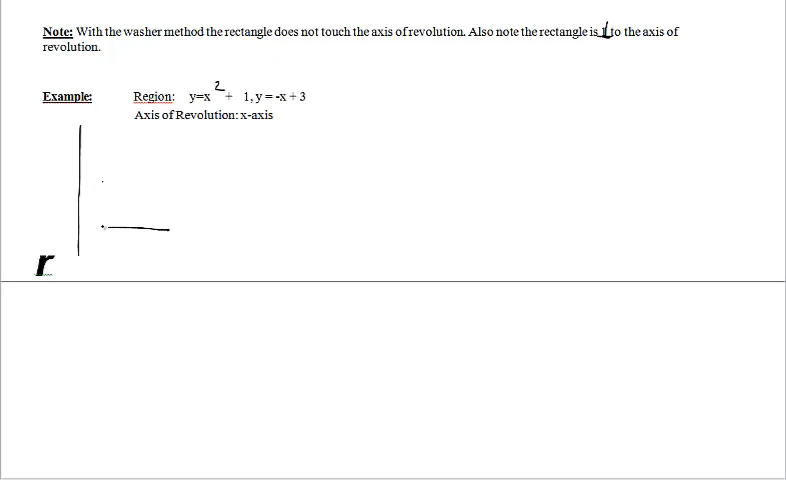 Note: With the washer method the rectangle does not touch the axis of revolution. Also note the rectangle is ⊥ to the axis of
revolution.
Example: Region: y=x² + 1, y = -x + 3
Axis of Revolution: x-axis
r